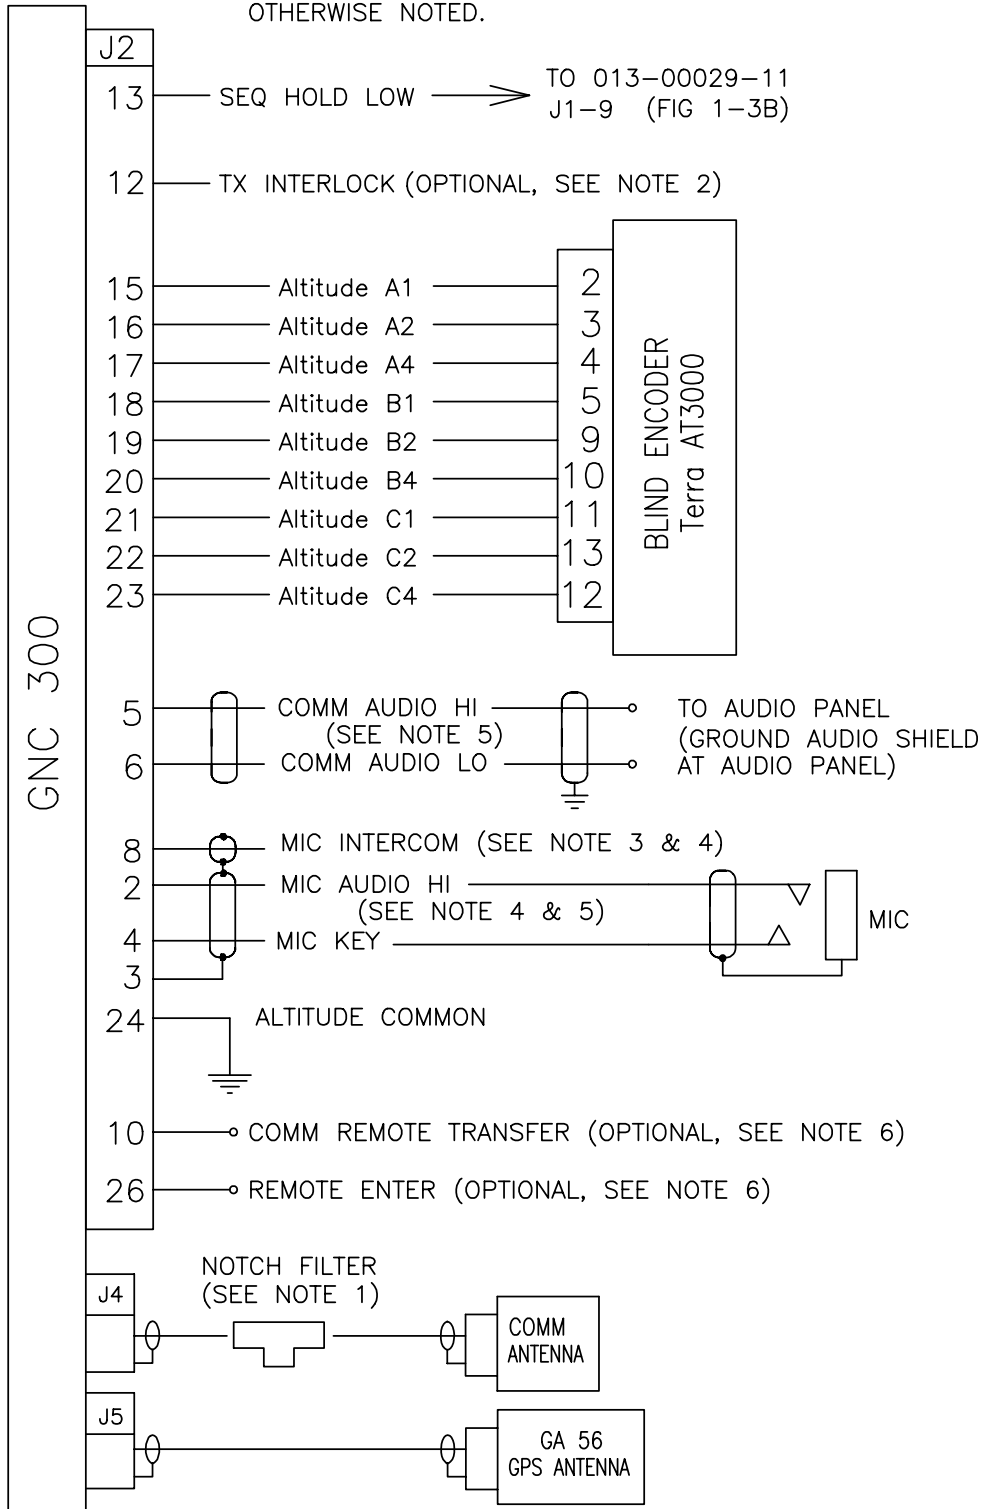 OTHERWISE NOTED.
J2
13 SEQ HOLD LOW TO 013-00029-11
J1-9 (FIG 1-3B)
12 TX INTERLOCK (OPTIONAL, SEE NOTE 2)
15 Altitude A1 2
16 Altitude A2 3
17 Altitude A4 4
18 Altitude B1 5
19 Altitude B2 9
20 Altitude B4 10
21 Altitude C1 11
22 Altitude C2 13
23 Altitude C4 12
BLIND ENCODER
Terra AT3000
GNC 300
5 COMM AUDIO HI TO AUDIO PANEL
(SEE NOTE 5) (GROUND AUDIO SHIELD
6 COMM AUDIO LO AT AUDIO PANEL)
8 MIC INTERCOM (SEE NOTE 3 & 4)
2 MIC AUDIO HI
(SEE NOTE 4 & 5) MIC
4 MIC KEY
3
24 ALTITUDE COMMON
10 COMM REMOTE TRANSFER (OPTIONAL, SEE NOTE 6)
26 REMOTE ENTER (OPTIONAL, SEE NOTE 6)
NOTCH FILTER
J4 (SEE NOTE 1)
COMM
ANTENNA
J5
GA 56
GPS ANTENNA